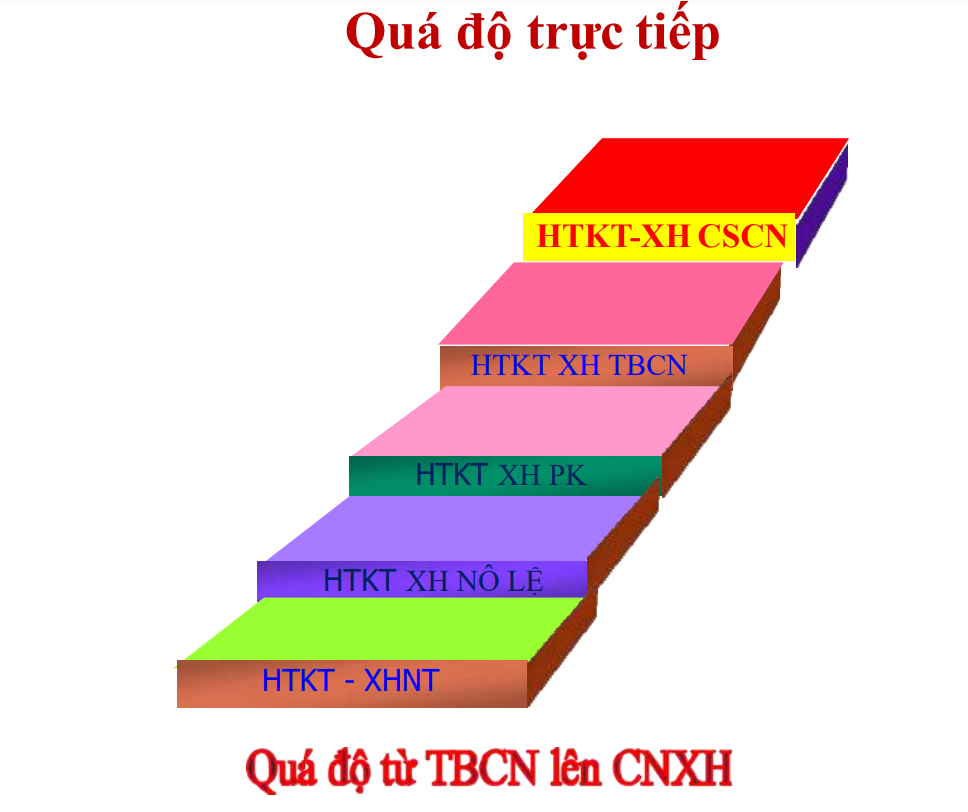 Quá độ trực tiếp
HTKT-XH CSCN
HTKT XH TBCN
HTKT XH PK
HTKT XH NÔ LỆ
HTKT - XHNT
Quá độ từ TBCN lên CNXH